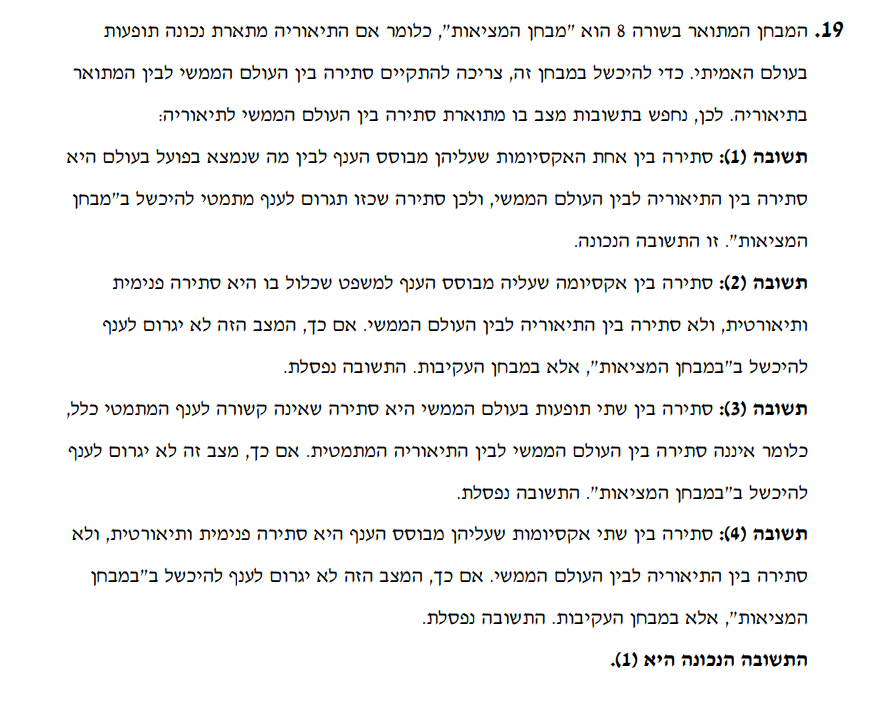 19. המבחן המתואר בשורה 8 הוא "מבחן המציאות", כלומר אם התיאוריה מתארת נכונה תופעות
בעולם האמיתי. כדי להיכשל במבחן זה, צריכה להתקיים סתירה בין העולם הממשי לבין המתואר
בתיאוריה. לכן, נחפש בתשובות מצב בו מתוארת סתירה בין העולם הממשי לתיאוריה:
תשובה (1): סתירה בין אחת האקסיומות שעליהן מבוסס הענף לבין מה שנמצא בפועל בעולם היא
סתירה בין התיאוריה לבין העולם הממשי, ולכן סתירה שכזו תגרום לענף מתמטי להיכשל ב"מבחן
המציאות". זו התשובה הנכונה.
תשובה (2): סתירה בין אקסיומה שעליה מבוסס הענף למשפט שכלול בו היא סתירה פנימית
ותיאורטית, ולא סתירה בין התיאוריה לבין העולם הממשי. אם כך, המצב הזה לא יגרום לענף
להיכשל ב"במבחן המציאות", אלא במבחן העקיבות. התשובה נפסלת.
תשובה (3): סתירה בין שתי תופעות בעולם הממשי היא סתירה שאינה קשורה לענף המתמטי כלל,
כלומר איננה סתירה בין העולם הממשי לבין התיאוריה המתמטית. אם כך, מצב זה לא יגרום לענף
להיכשל ב"במבחן המציאות". התשובה נפסלת.
תשובה (4): סתירה בין שתי אקסיומות שעליהן מבוסס הענף היא סתירה פנימית ותיאורטית, ולא
סתירה בין התיאוריה לבין העולם הממשי. אם כך, המצב הזה לא יגרום לענף להיכשל ב"במבחן
המציאות", אלא במבחן העקיבות. התשובה נפסלת.
התשובה הנכונה היא (1).